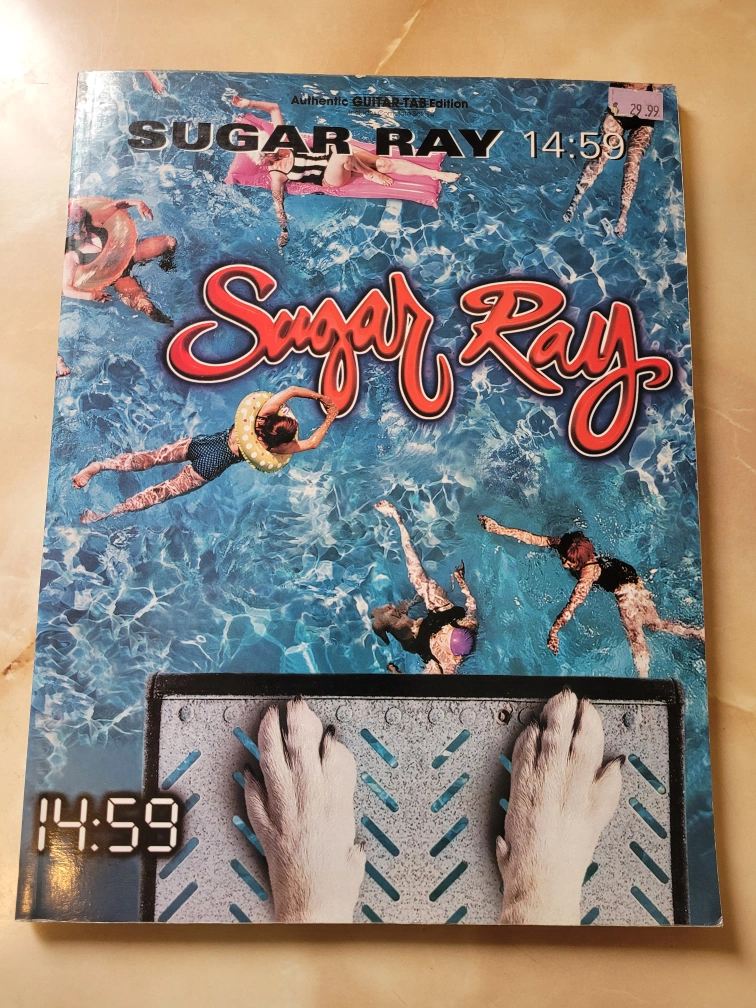 Authentic GUITAR-TAB Edition
$ 29.99
SUGAR RAY 14:59
Sugar Ray
14:59